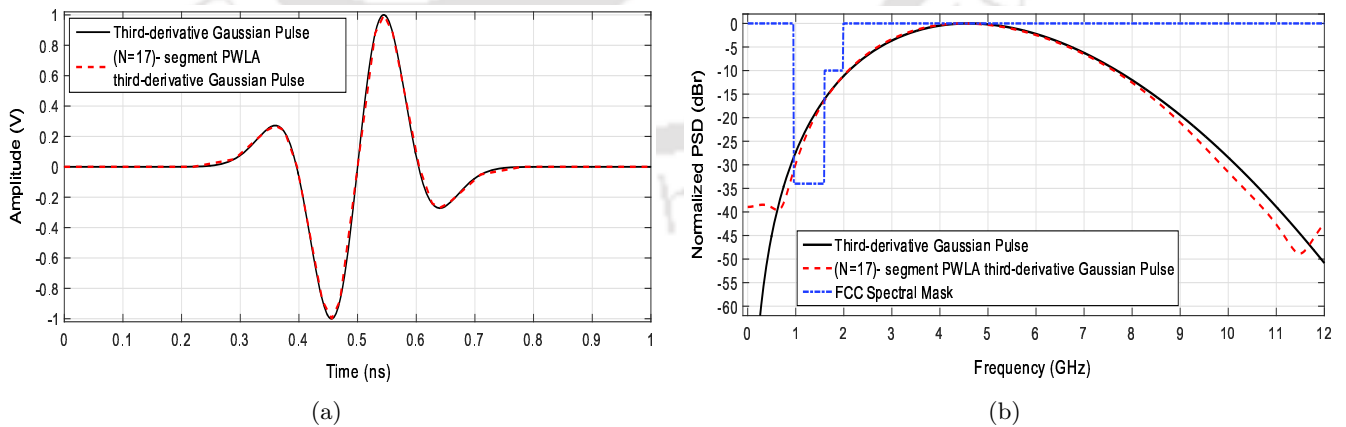 Third-derivative Gaussian Pulse
(N=17)- segment PWLA
third-derivative Gaussian Pulse
Amplitude (V)
1
0.8
0.6
0.4
0.2
0
-0.2
-0.4
-0.6
-0.8
-1
0 0.1 0.2 0.3 0.4 0.5 0.6 0.7 0.8 0.9 1
Time (ns)
(a)
Normalized PSD (dBr)
0
-5
-10
-15
-20
-25
-30
-35
-40
-45
-50
-55
-60
Third-derivative Gaussian Pulse
(N=17)- segment PWLA third-derivative Gaussian Pulse
FCC Spectral Mask
0 1 2 3 4 5 6 7 8 9 10 11 12
Frequency (GHz)
(b)